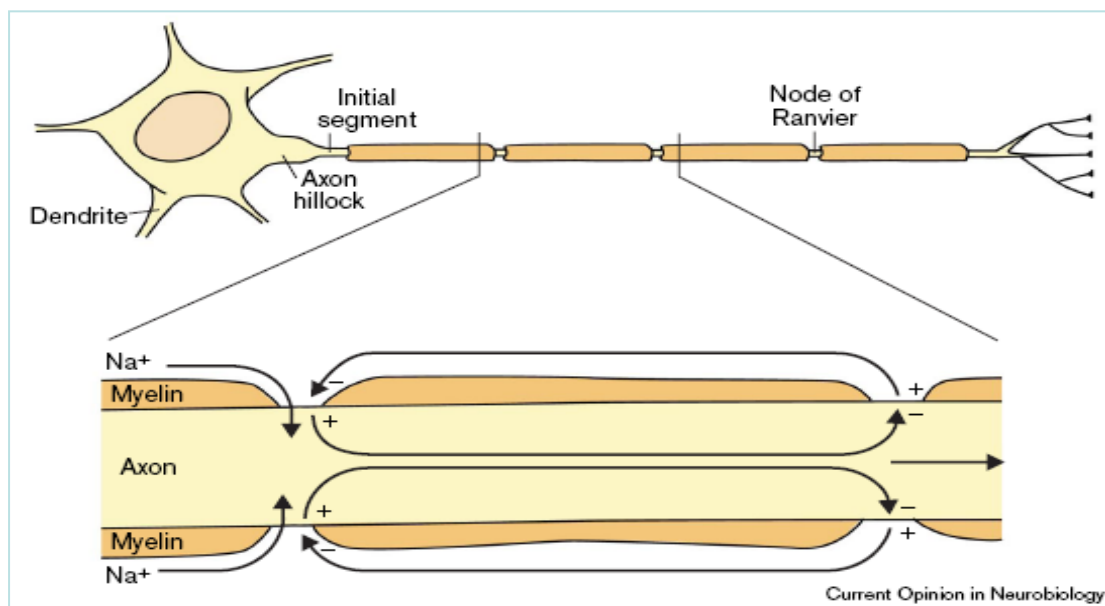 Initial
segment
Node of
Ranvier
Axon
hillock
Dendrite
Na+
Myelin
Axon
Myelin
Na+
− +
+ −
+ −
− +
Current Opinion in Neurobiology